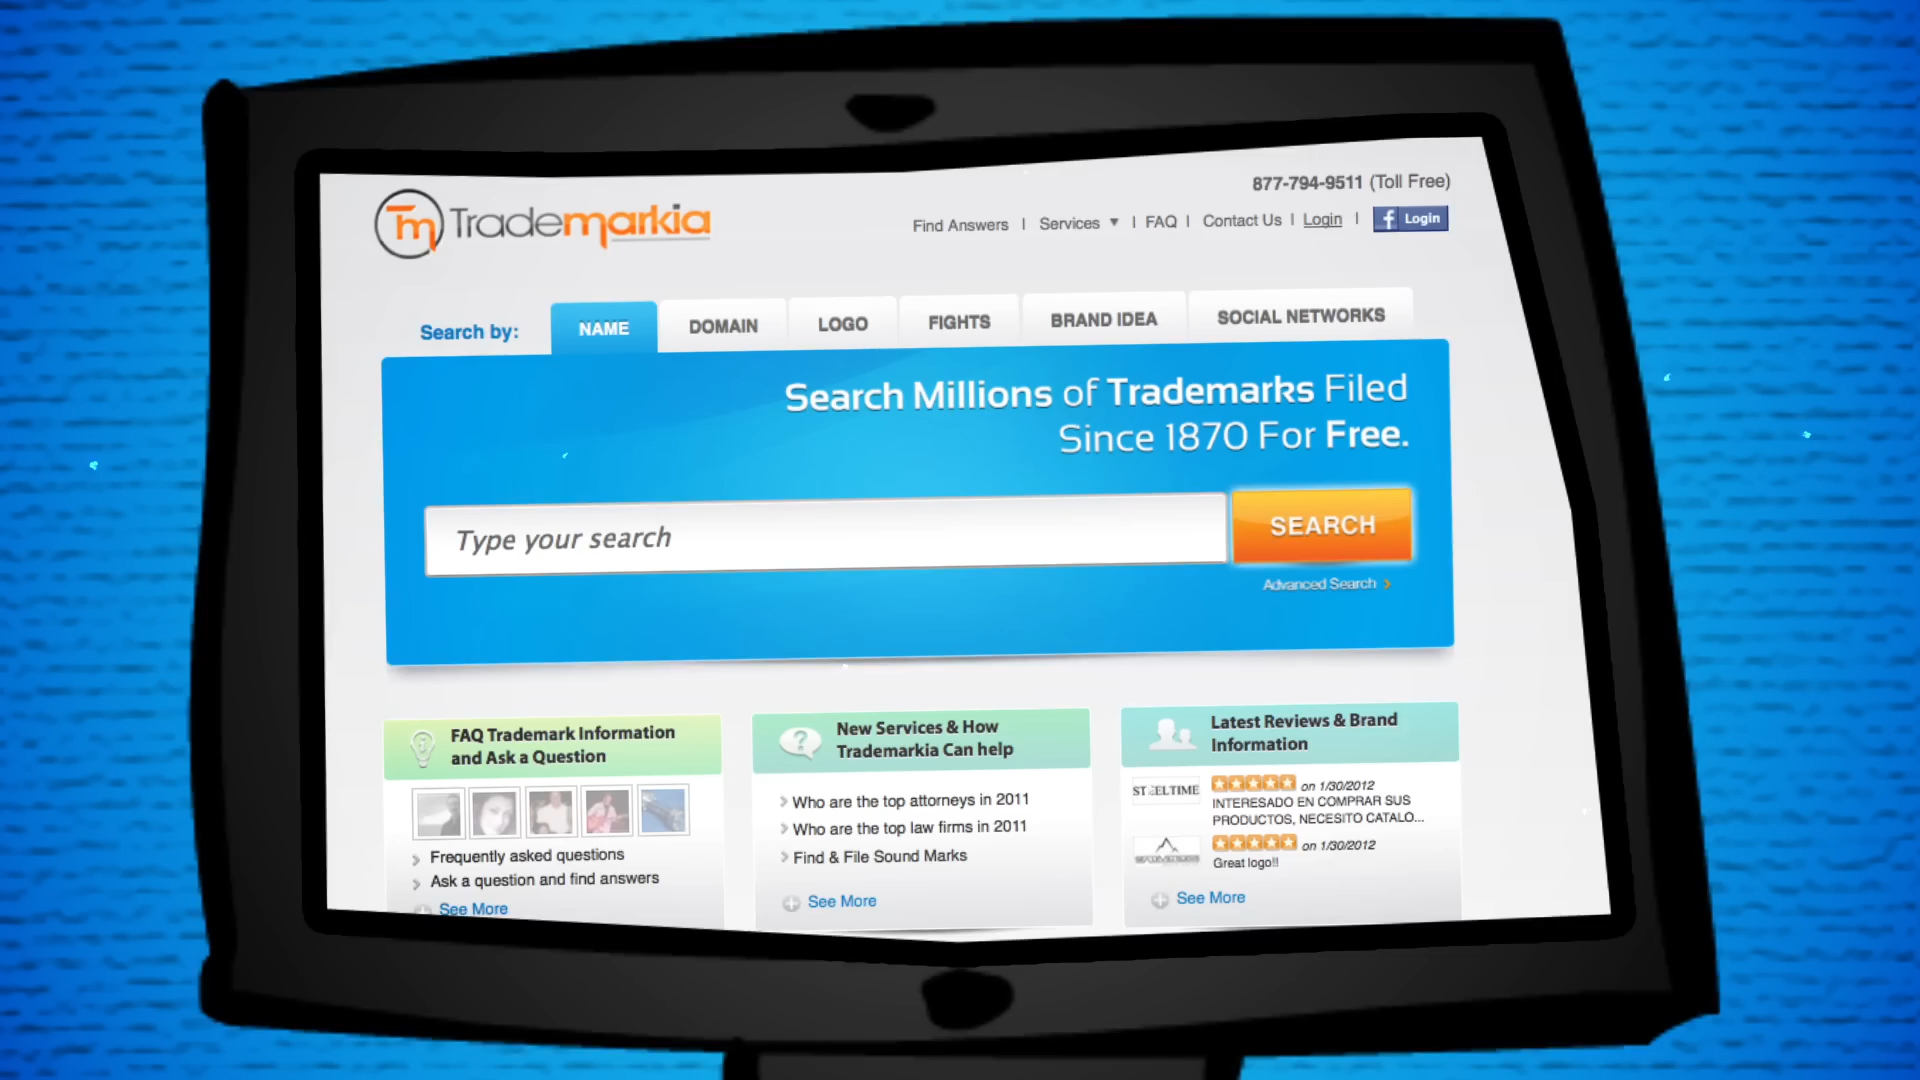 877-794-9511 (Toll Free)
Tm Trademarkia
Find Answers | Services ▼ | FAQ | Contact Us | Login | f Login
Search by: NAME DOMAIN LOGO FIGHTS BRAND IDEA SOCIAL NETWORKS
Search Millions of Trademarks Filed
Since 1870 For Free.
Type your search SEARCH
Advanced Search >
FAQ Trademark Information
and Ask a Question
Frequently asked questions
Ask a question and find answers
See More
New Services & How
Trademarkia Can help
Who are the top attorneys in 2011
Who are the top law firms in 2011
Find & File Sound Marks
See More
Latest Reviews & Brand
Information
STEELTIME on 1/30/2012
INTERESADO EN COMPRAR SUS
PRODUCTOS, NECESITO CATALO...
on 1/30/2012
Great logo!!
See More